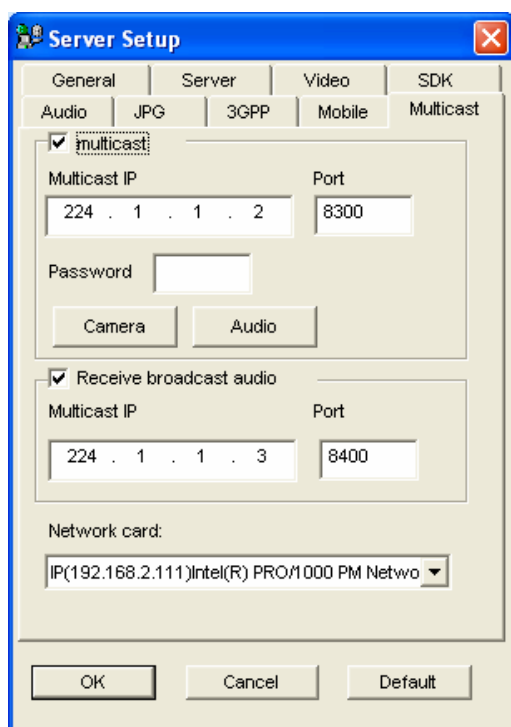 Server Setup
General Server Video SDK
Audio JPG 3GPP Mobile Multicast
multicast
Multicast IP Port
224 . 1 . 1 . 2 8300
Password
Camera Audio
Receive broadcast audio
Multicast IP Port
224 . 1 . 1 . 3 8400
Network card:
IP(192.168.2.111)Intel(R) PRO/1000 PM Netwo
OK Cancel Default